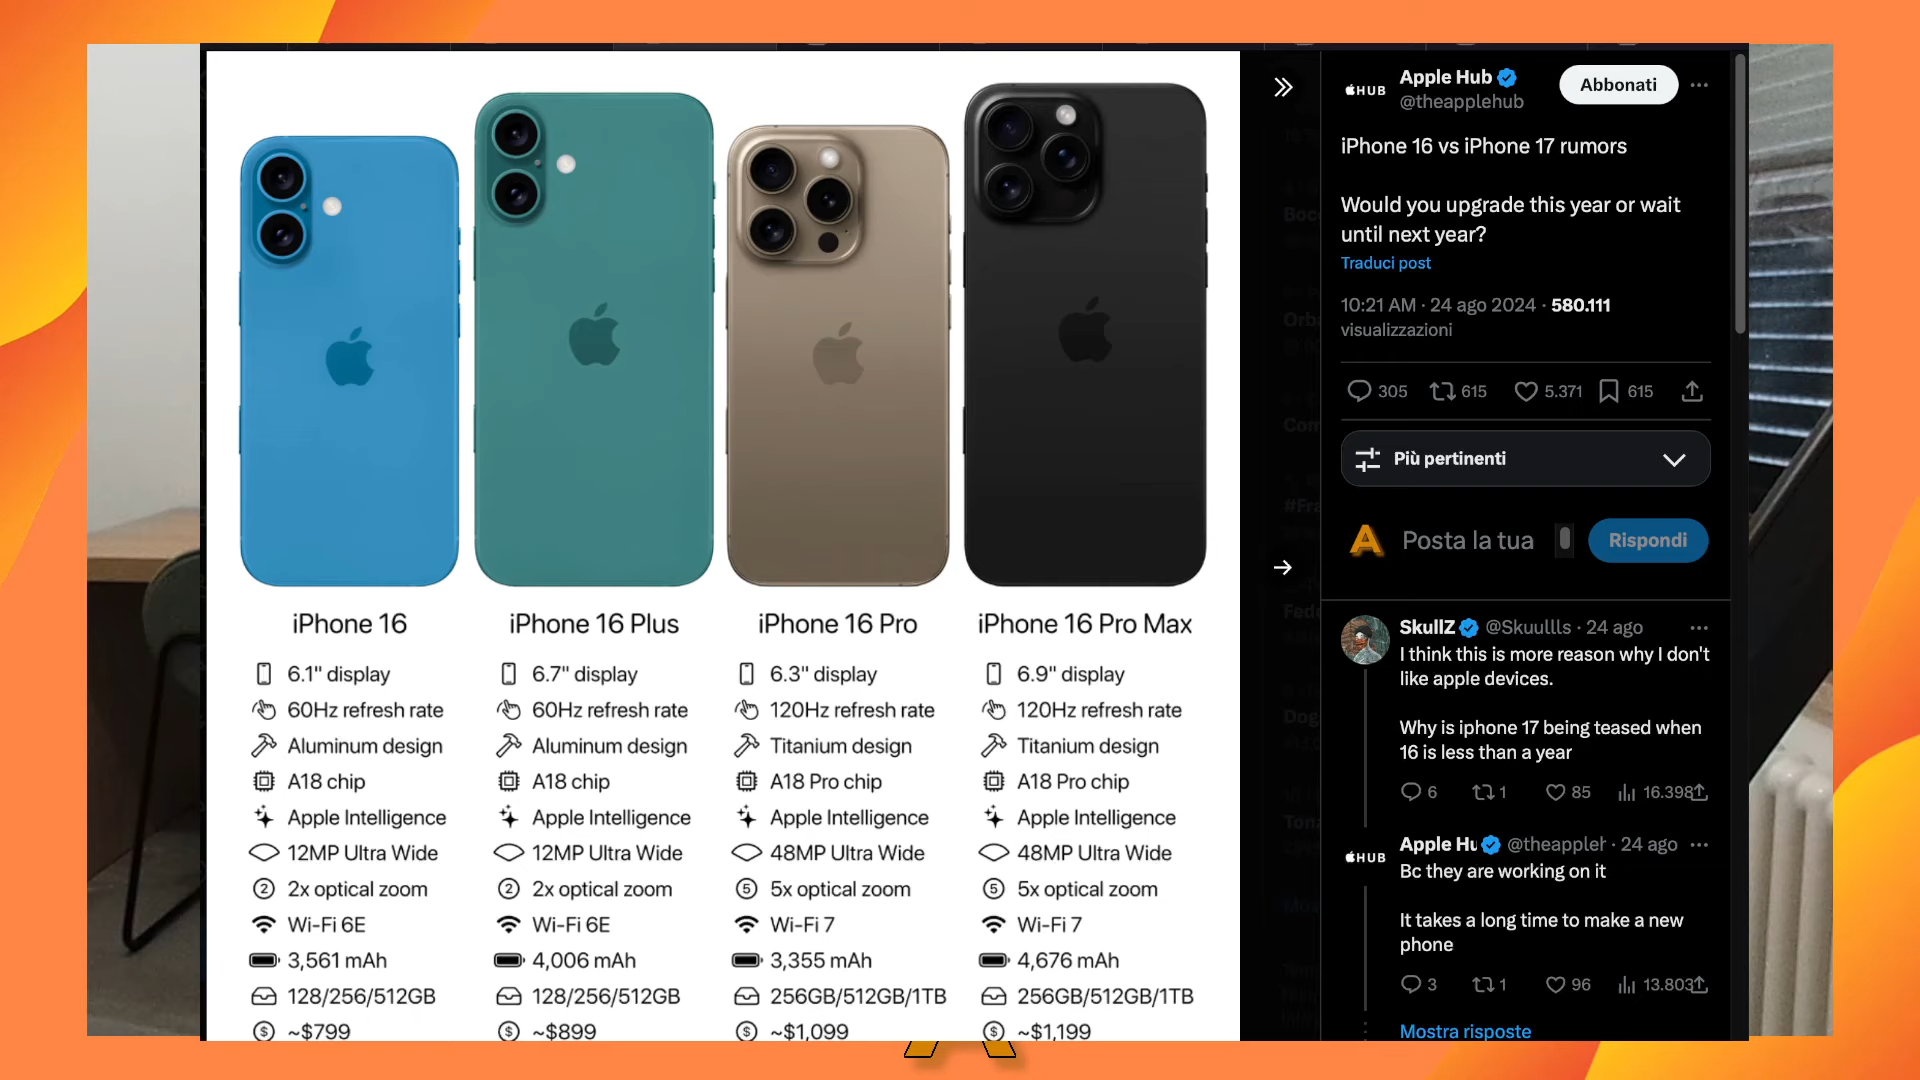 iPhone 16
6.1" display
60Hz refresh rate
Aluminum design
A18 chip
Apple Intelligence
12MP Ultra Wide
2 2x optical zoom
Wi-Fi 6E
3,561 mAh
128/256/512GB
~$799
iPhone 16 Plus
6.7" display
60Hz refresh rate
Aluminum design
A18 chip
Apple Intelligence
12MP Ultra Wide
2 2x optical zoom
Wi-Fi 6E
4,006 mAh
128/256/512GB
~$899
iPhone 16 Pro
6.3" display
120Hz refresh rate
Titanium design
A18 Pro chip
Apple Intelligence
48MP Ultra Wide
5 5x optical zoom
Wi-Fi 7
3,355 mAh
256GB/512GB/1TB
~$1,099
iPhone 16 Pro Max
6.9" display
120Hz refresh rate
Titanium design
A18 Pro chip
Apple Intelligence
48MP Ultra Wide
5 5x optical zoom
Wi-Fi 7
4,676 mAh
256GB/512GB/1TB
~$1,199
HUB
Apple Hub
@theapplehub
Abbonati
iPhone 16 vs iPhone 17 rumors
Would you upgrade this year or wait
until next year?
Traduci post
10:21 AM · 24 ago 2024 · 580.111
visualizzazioni
305 615 5.371 615
Più pertinenti
A
Posta la tua
Rispondi
SkullZ @Skuullls · 24 ago
I think this is more reason why I don't
like apple devices.
Why is iphone 17 being teased when
16 is less than a year
6 1 85 16.398
HUB
Apple Hu @theappleh · 24 ago
Bc they are working on it
It takes a long time to make a new
phone
3 1 96 13.803
Mostra risposte